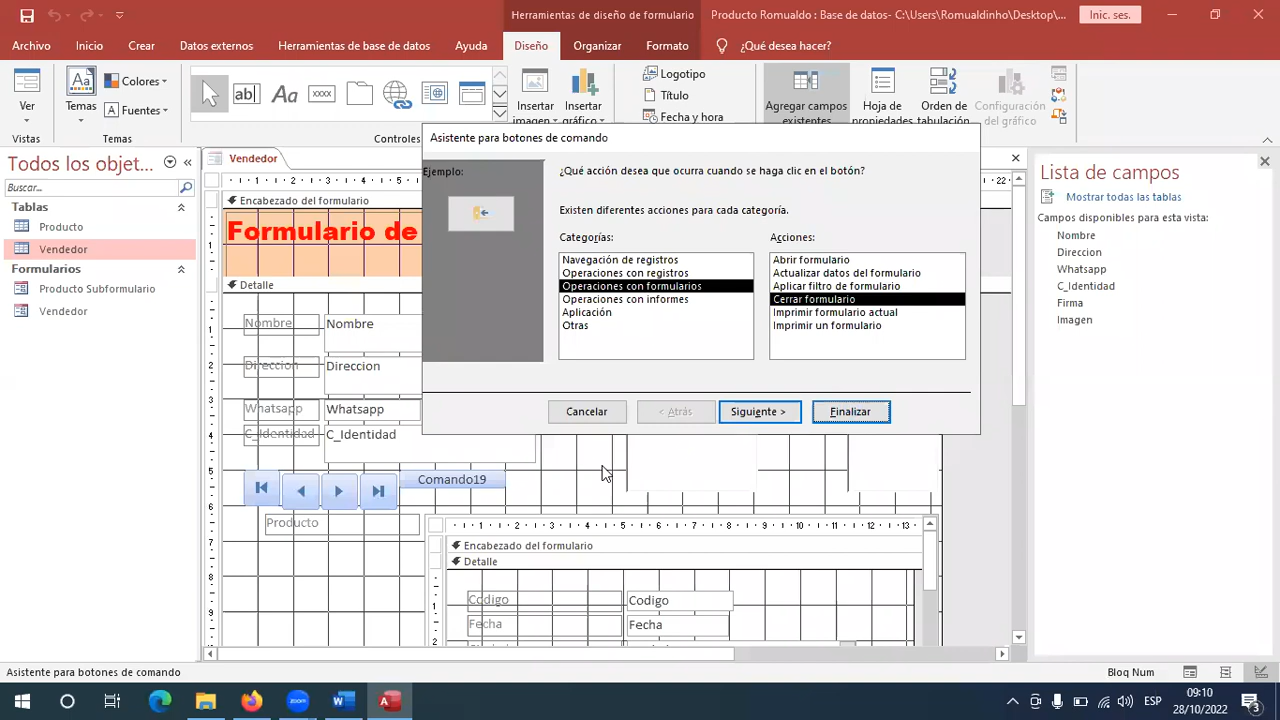 Herramientas de diseño de formulario
Producto Romualdo : Base de datos- C:\Users\Romualdinho\Desktop\...
Inic. ses.
Archivo
Inicio
Crear
Datos externos
Herramientas de base de datos
Ayuda
Diseño
Organizar
Formato
¿Qué desea hacer?
Ver
Vistas
Temas
Colores
Fuentes
Temas
ab|
Aa
xxxx
Controles
Insertar imagen
Insertar gráfico
Logotipo
Título
Fecha y hora
Agregar campos existentes
Hoja de propiedades
Orden de tabulación
Configuración del gráfico
Todos los objet...
Buscar...
Tablas
Producto
Vendedor
Formularios
Producto Subformulario
Vendedor
Vendedor
Encabezado del formulario
Formulario de
Detalle
Nombre
Nombre
Direccion
Direccion
Whatsapp
Whatsapp
C_Identidad
C_Identidad
Comando19
Producto
Encabezado del formulario
Detalle
Codigo
Codigo
Fecha
Fecha
Asistente para botones de comando
Ejemplo:
¿Qué acción desea que ocurra cuando se haga clic en el botón?
Existen diferentes acciones para cada categoría.
Categorías:
Navegación de registros
Operaciones con registros
Operaciones con formularios
Operaciones con informes
Aplicación
Otras
Acciones:
Abrir formulario
Actualizar datos del formulario
Aplicar filtro de formulario
Cerrar formulario
Imprimir formulario actual
Imprimir un formulario
Cancelar
< Atrás
Siguiente >
Finalizar
Lista de campos
Mostrar todas las tablas
Campos disponibles para esta vista:
Nombre
Direccion
Whatsapp
C_Identidad
Firma
Imagen
Asistente para botones de comando
Bloq Num
zoom
ESP
09:10
28/10/2022
3